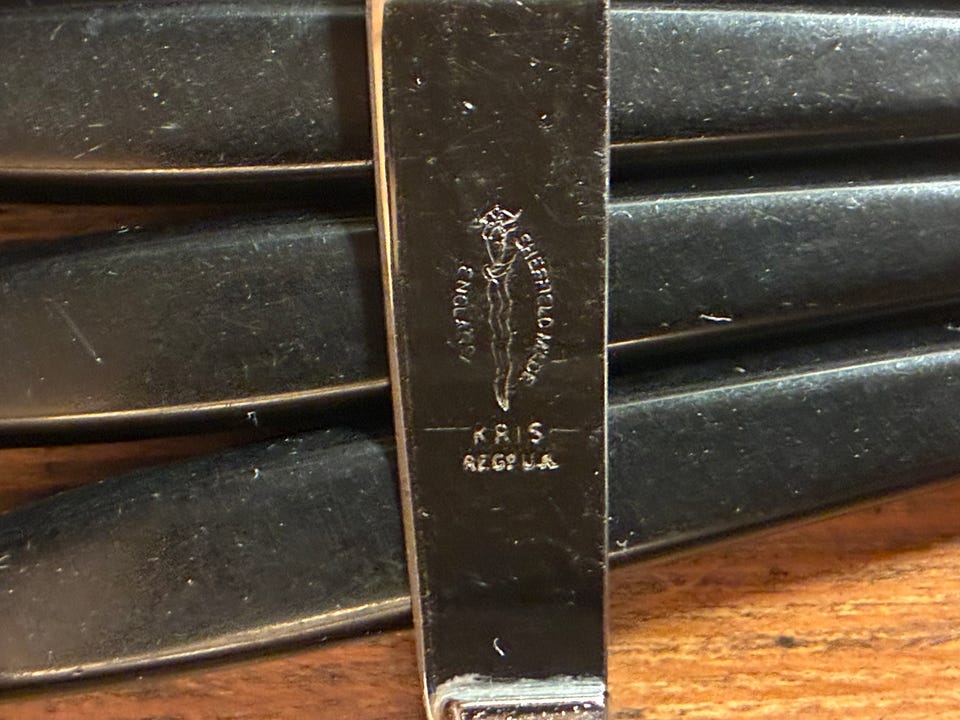 SHEFFIELD MADE
ENGLAND
KRIS
REGD U.K